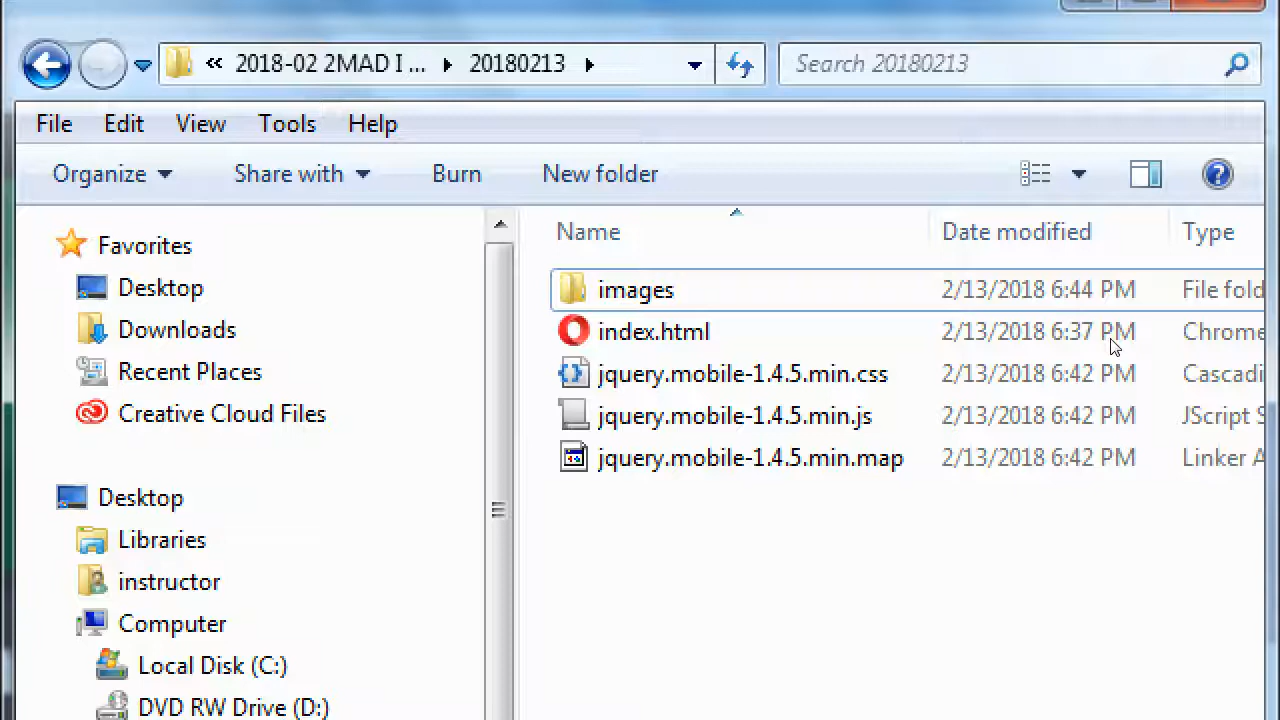 « 2018-02 2MAD I ... 20180213 Search 20180213
File Edit View Tools Help
Organize Share with Burn New folder
Name Date modified Type
Favorites
Desktop
Downloads
Recent Places
Creative Cloud Files
Desktop
Libraries
instructor
Computer
Local Disk (C:)
DVD RW Drive (D:)
images 2/13/2018 6:44 PM File fold
index.html 2/13/2018 6:37 PM Chrome
jquery.mobile-1.4.5.min.css 2/13/2018 6:42 PM Cascadi
jquery.mobile-1.4.5.min.js 2/13/2018 6:42 PM JScript S
jquery.mobile-1.4.5.min.map 2/13/2018 6:42 PM Linker A